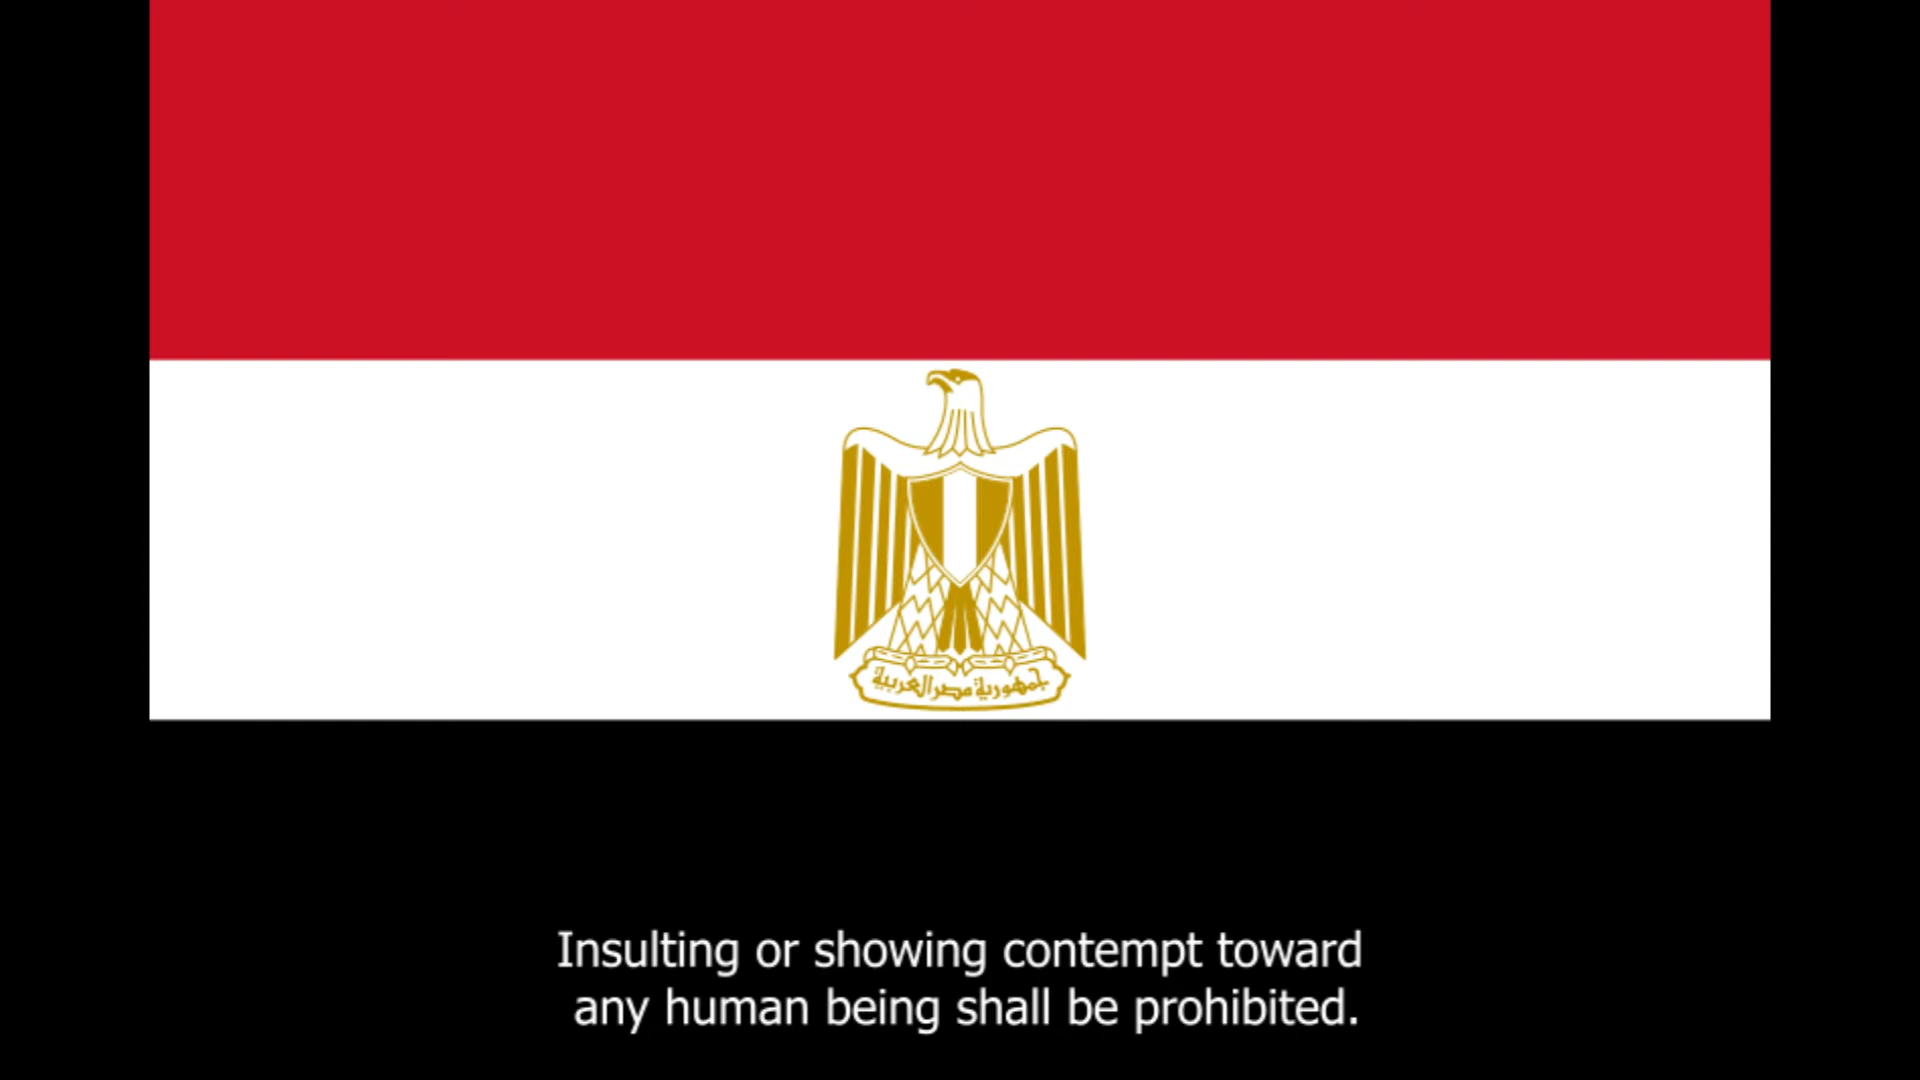 جمهورية مصر العربية
Insulting or showing contempt toward
any human being shall be prohibited.